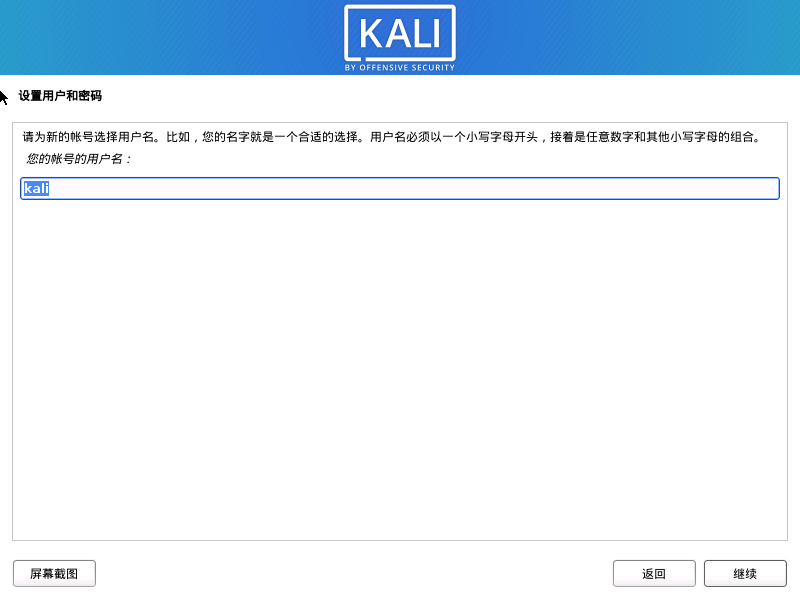 KALI
BY OFFENSIVE SECURITY
设置用户和密码
请为新的帐号选择用户名。比如，您的名字就是一个合适的选择。用户名必须以一个小写字母开头，接着是任意数字和其他小写字母的组合。
您的帐号的用户名：
kali
屏幕截图
返回
继续